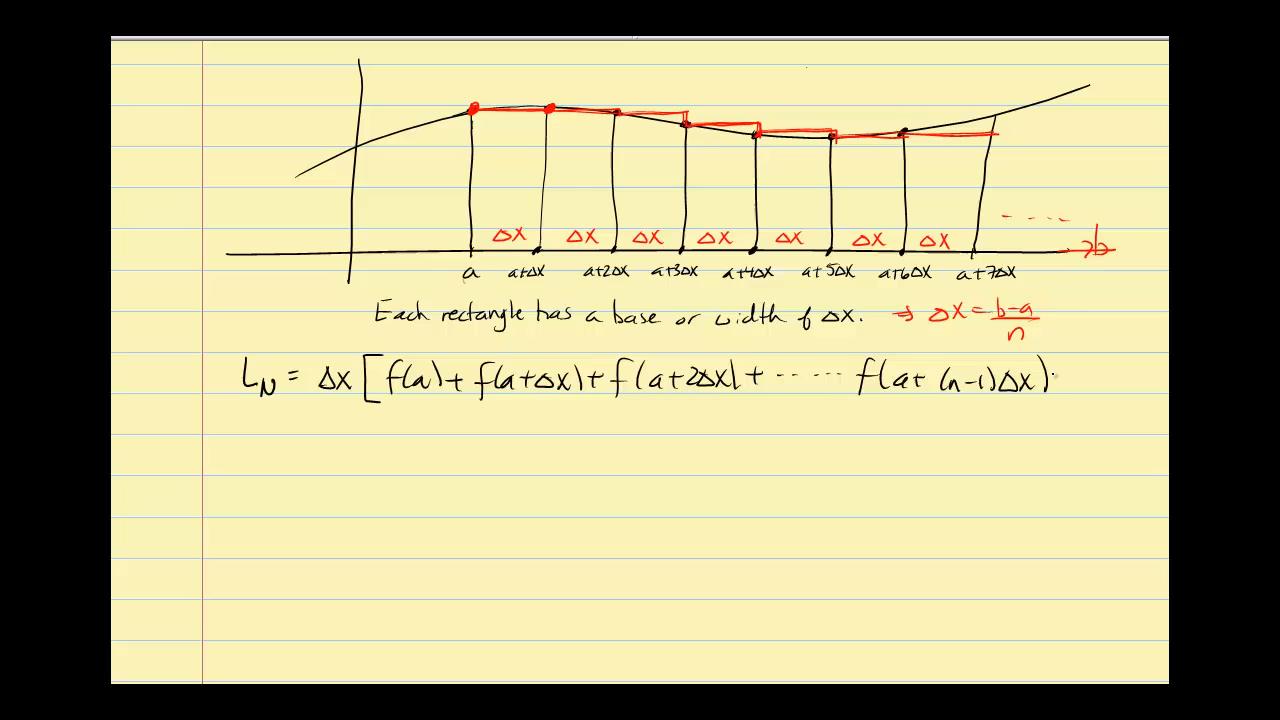 ΔX ΔX ΔX ΔX ΔX ΔX ΔX - - - - b
a a+ΔX a+2ΔX a+3ΔX a+4ΔX a+5ΔX a+6ΔX a+7ΔX
Each rectangle has a base or width of ΔX. ⇒ ΔX = b-a/n
L_N = ΔX [f(a) + f(a+ΔX) + f(a+2ΔX) + ------ f(a+(n-1)ΔX)